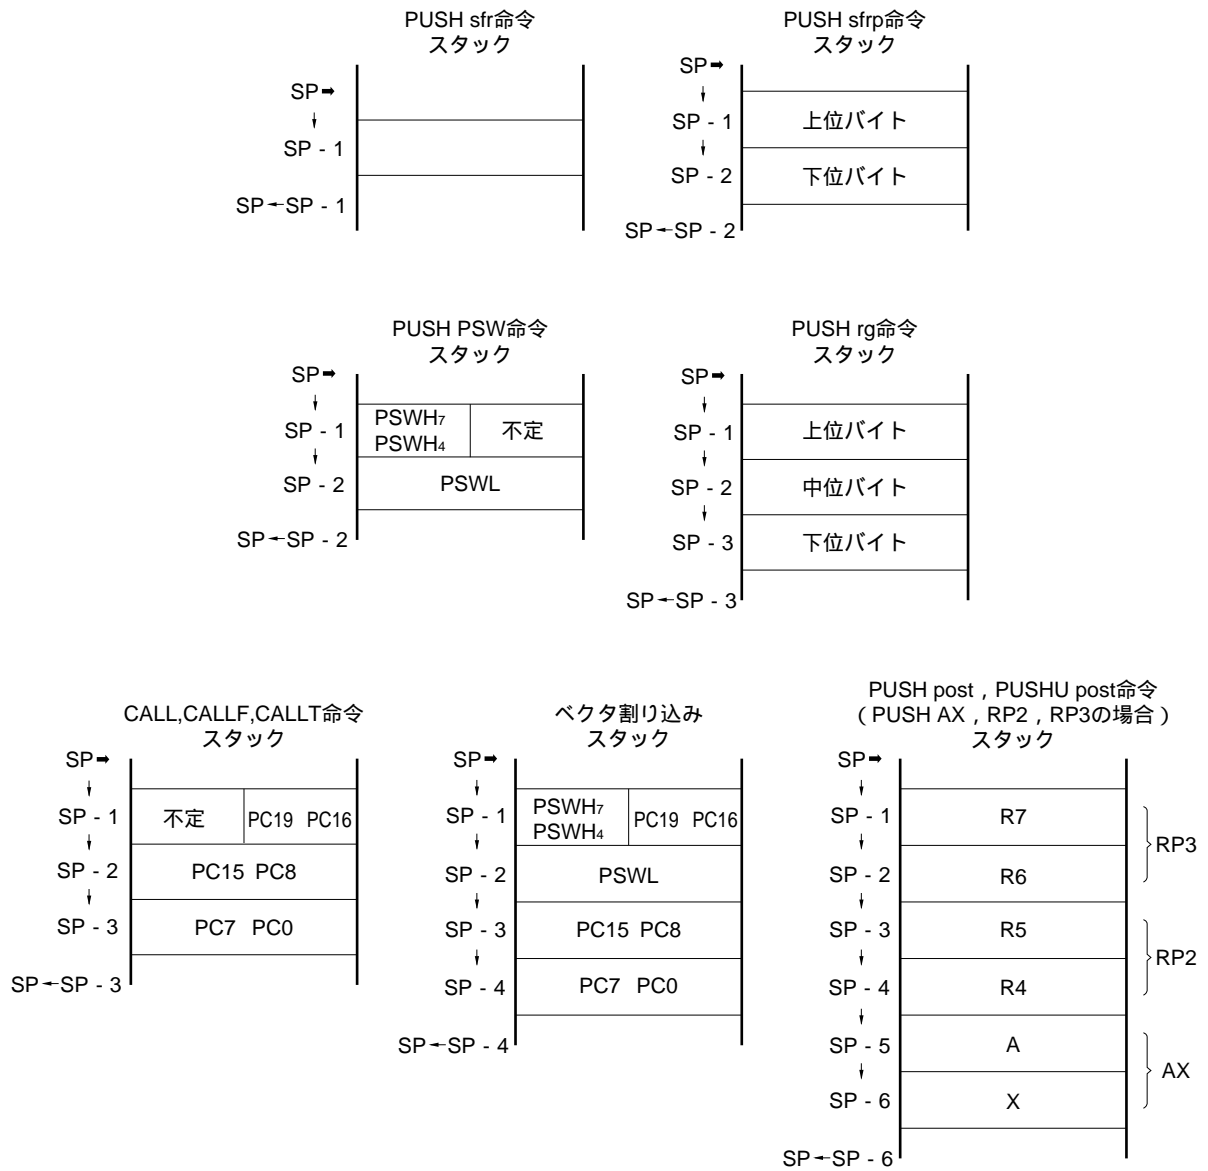 PUSH sfr命令
スタック
SP➡
↓
SP - 1
SP←SP - 1
PUSH sfrp命令
スタック
SP➡
↓
SP - 1 上位バイト
↓
SP - 2 下位バイト
SP←SP - 2
PUSH PSW命令
スタック
SP➡
↓
SP - 1 PSWH7 PSWH4 不定
↓
SP - 2 PSWL
SP←SP - 2
PUSH rg命令
スタック
SP➡
↓
SP - 1 上位バイト
↓
SP - 2 中位バイト
↓
SP - 3 下位バイト
SP←SP - 3
CALL,CALLF,CALLT命令
スタック
SP➡
↓
SP - 1 不定 PC19 PC16
↓
SP - 2 PC15 PC8
↓
SP - 3 PC7 PC0
SP←SP - 3
ベクタ割り込み
スタック
SP➡
↓
SP - 1 PSWH7 PSWH4 PC19 PC16
↓
SP - 2 PSWL
↓
SP - 3 PC15 PC8
↓
SP - 4 PC7 PC0
SP←SP - 4
PUSH post , PUSHU post命令
( PUSH AX , RP2 , RP3の場合 )
スタック
SP➡
↓
SP - 1 R7
↓
RP3
SP - 2 R6
↓
SP - 3 R5
↓
RP2
SP - 4 R4
↓
SP - 5 A
↓
AX
SP - 6 X
SP←SP - 6